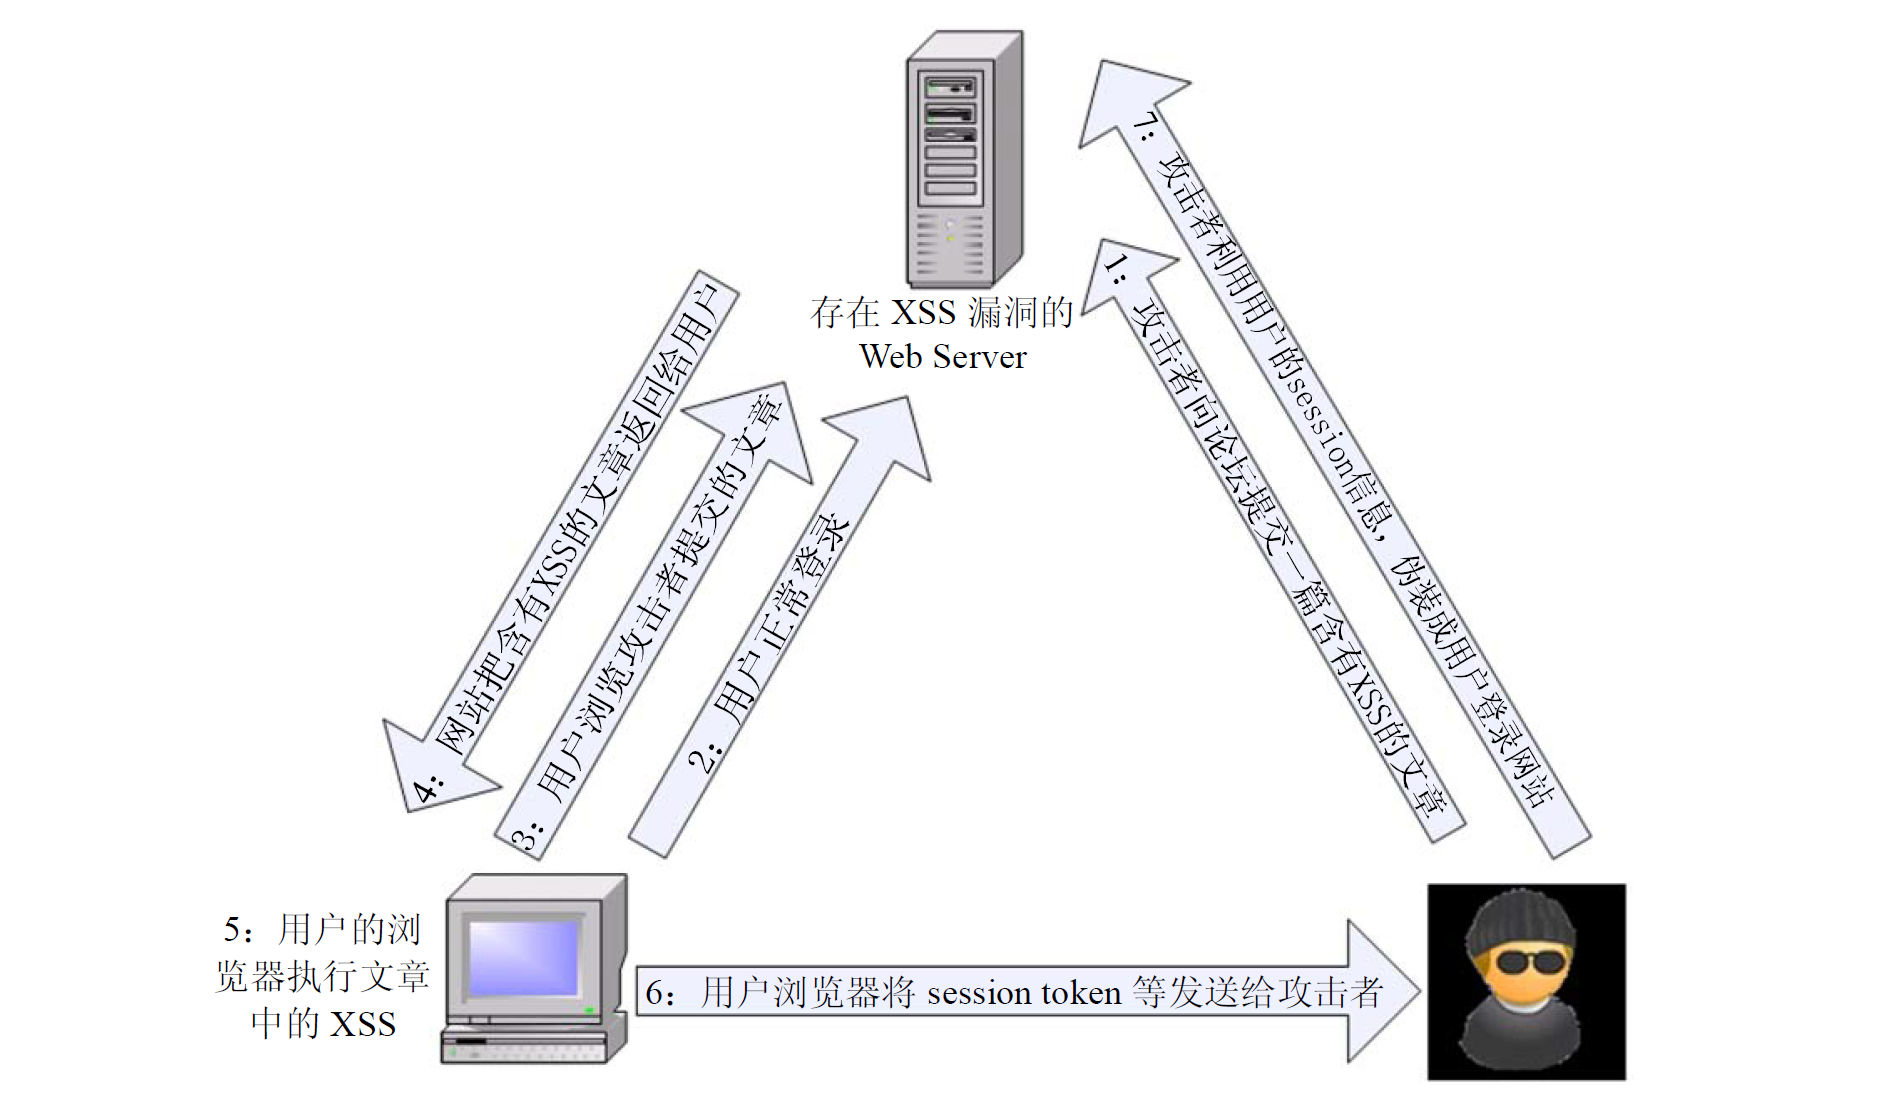 存在 XSS 漏洞的
Web Server
7：攻击者利用用户的session信息，伪装成用户登录网站
1：攻击者向论坛提交一篇含有XSS的文章
4：网站把含有XSS的文章返回给用户
3：用户浏览攻击者提交的文章
2：用户正常登录
5：用户的浏
览器执行文章
中的 XSS
6：用户浏览器将 session token 等发送给攻击者